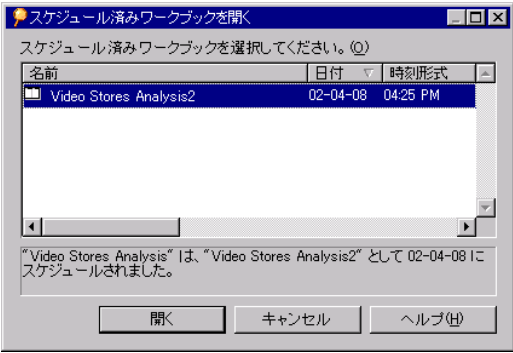 スケジュール済みワークブックを開く
スケジュール済みワークブックを選択してください。(O)
名前 日付 時刻形式
Video Stores Analysis2 02-04-08 04:25 PM
"Video Stores Analysis" は、"Video Stores Analysis2" として 02-04-08 に
スケジュールされました。
開く キャンセル ヘルプ(H)